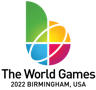 The World Games
2022 BIRMINGHAM, USA